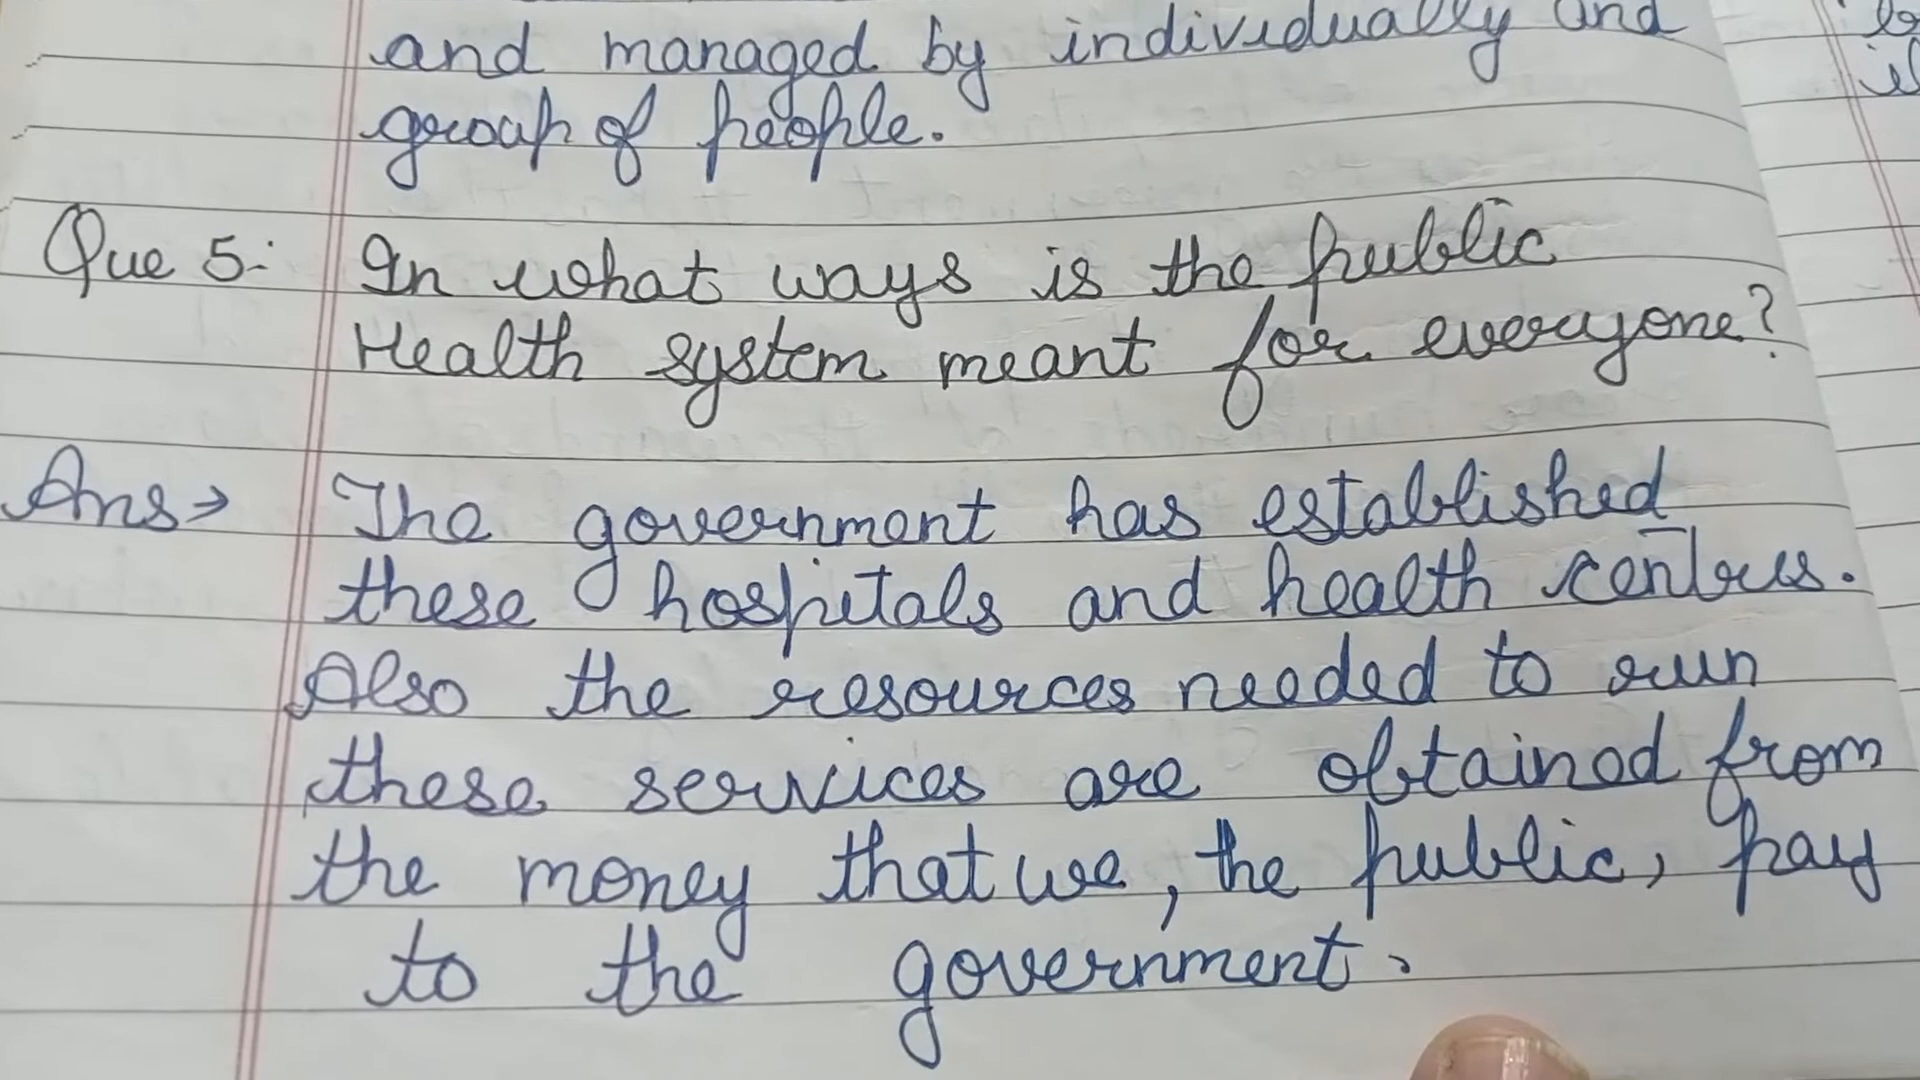 and managed by individually and
group of people.
Que 5:- In what ways is the public
Health system meant for everyone?
Ans→ The government has established
these hospitals and health centres.
Also the resources needed to run
these services are obtained from
the money that we, the public, pay
to the government.